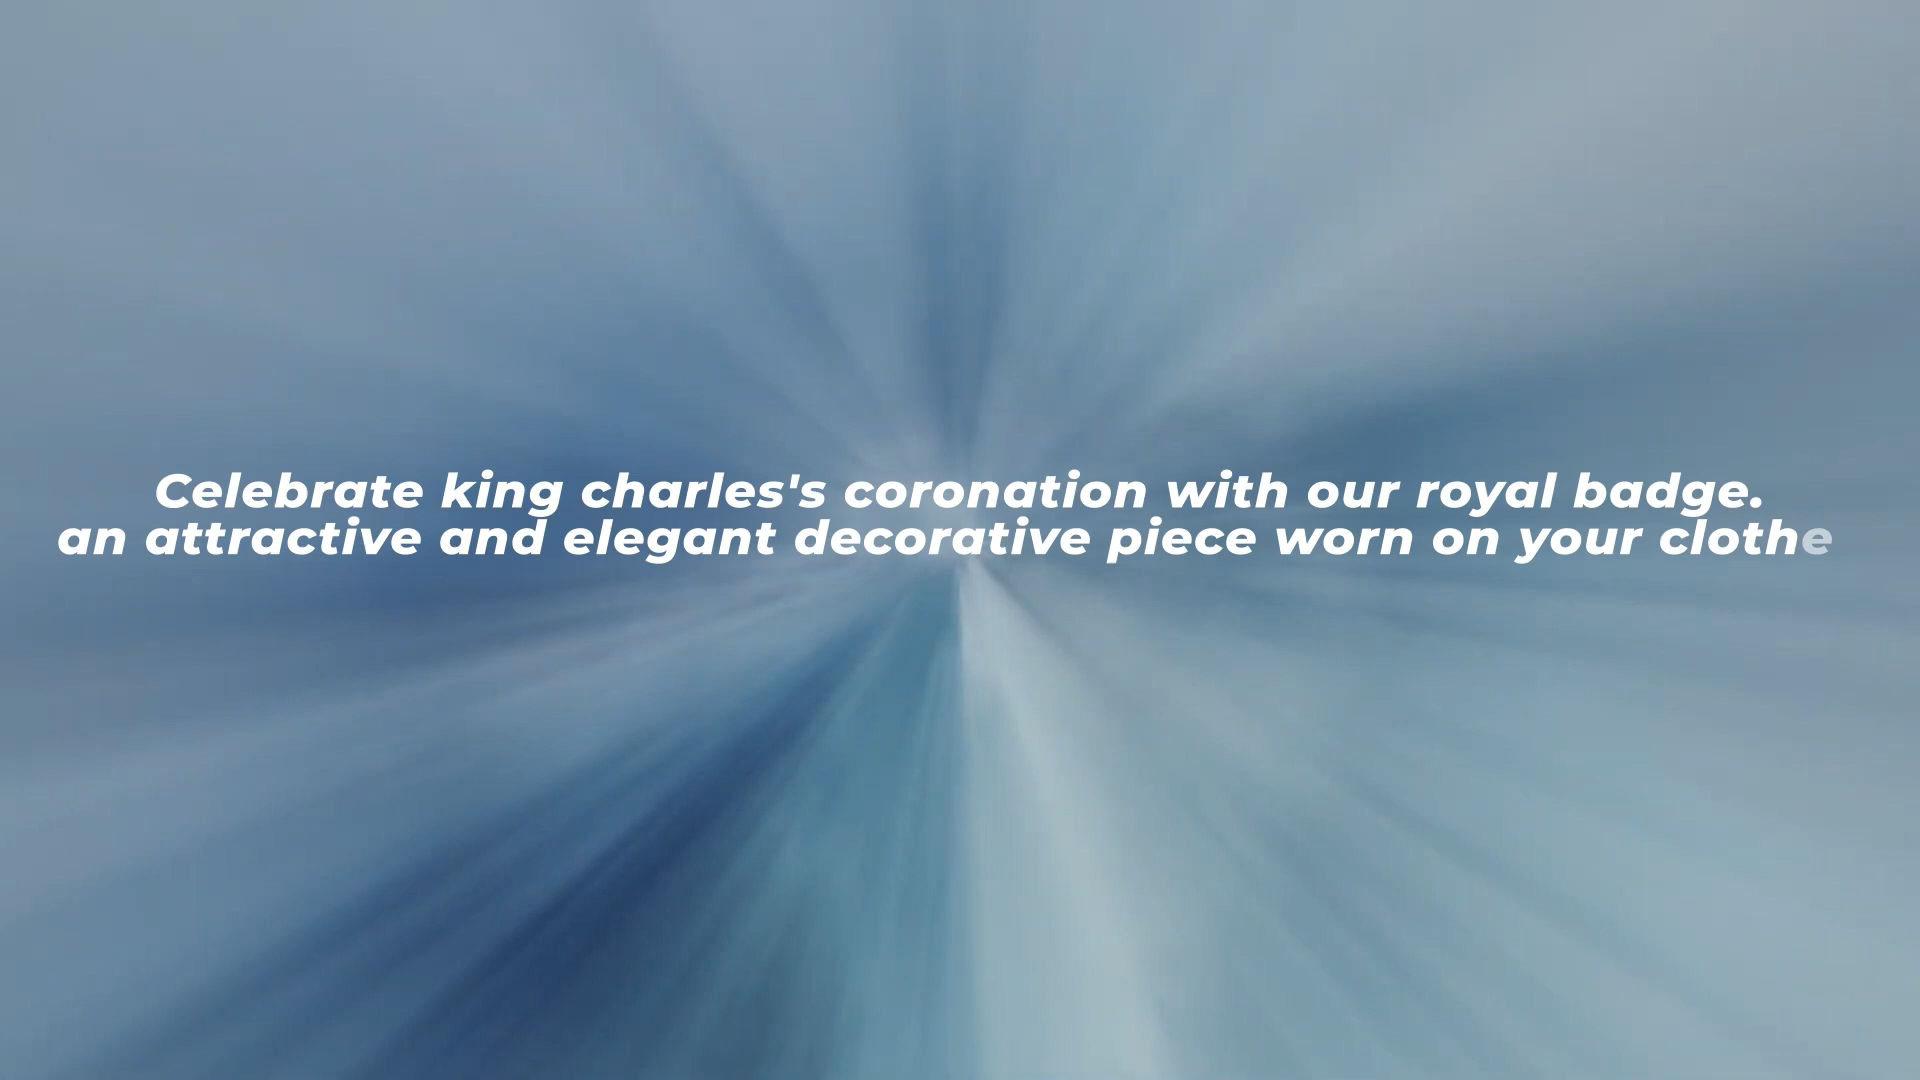 Celebrate king charles's coronation with our royal badge.
an attractive and elegant decorative piece worn on your clothe